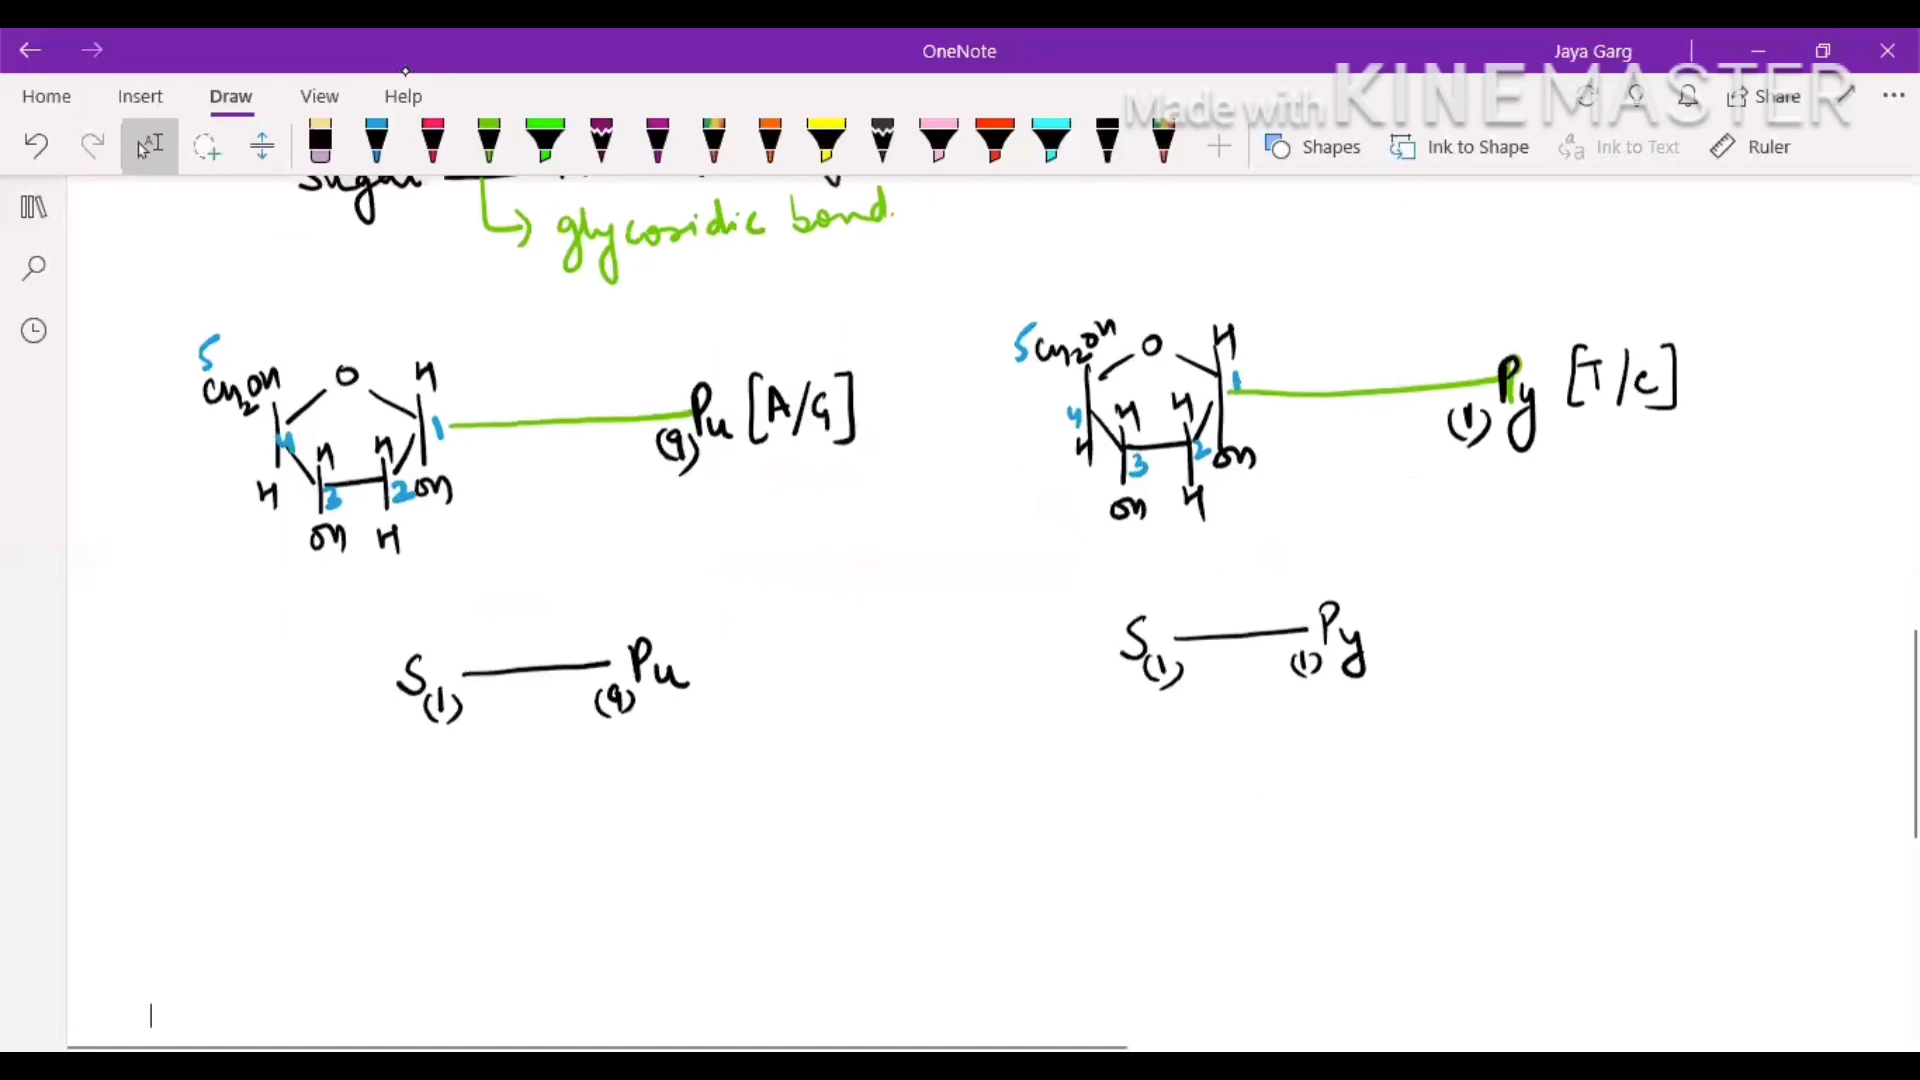 OneNote
Jaya Garg
Made with KINEMASTER
Home Insert Draw View Help
Share
Shapes
Ink to Shape
Ink to Text
Ruler
sugar
glycosidic bond.
5
CH2OH O H
1
4
H H H
3 2
OH
OH H
(9) Pu [A/G]
5 CH2OH O H
1
4
H H H
3 2
OH
OH H
(1) Py [T/C]
S(1) — (9) Pu
S(1) — (1) Py